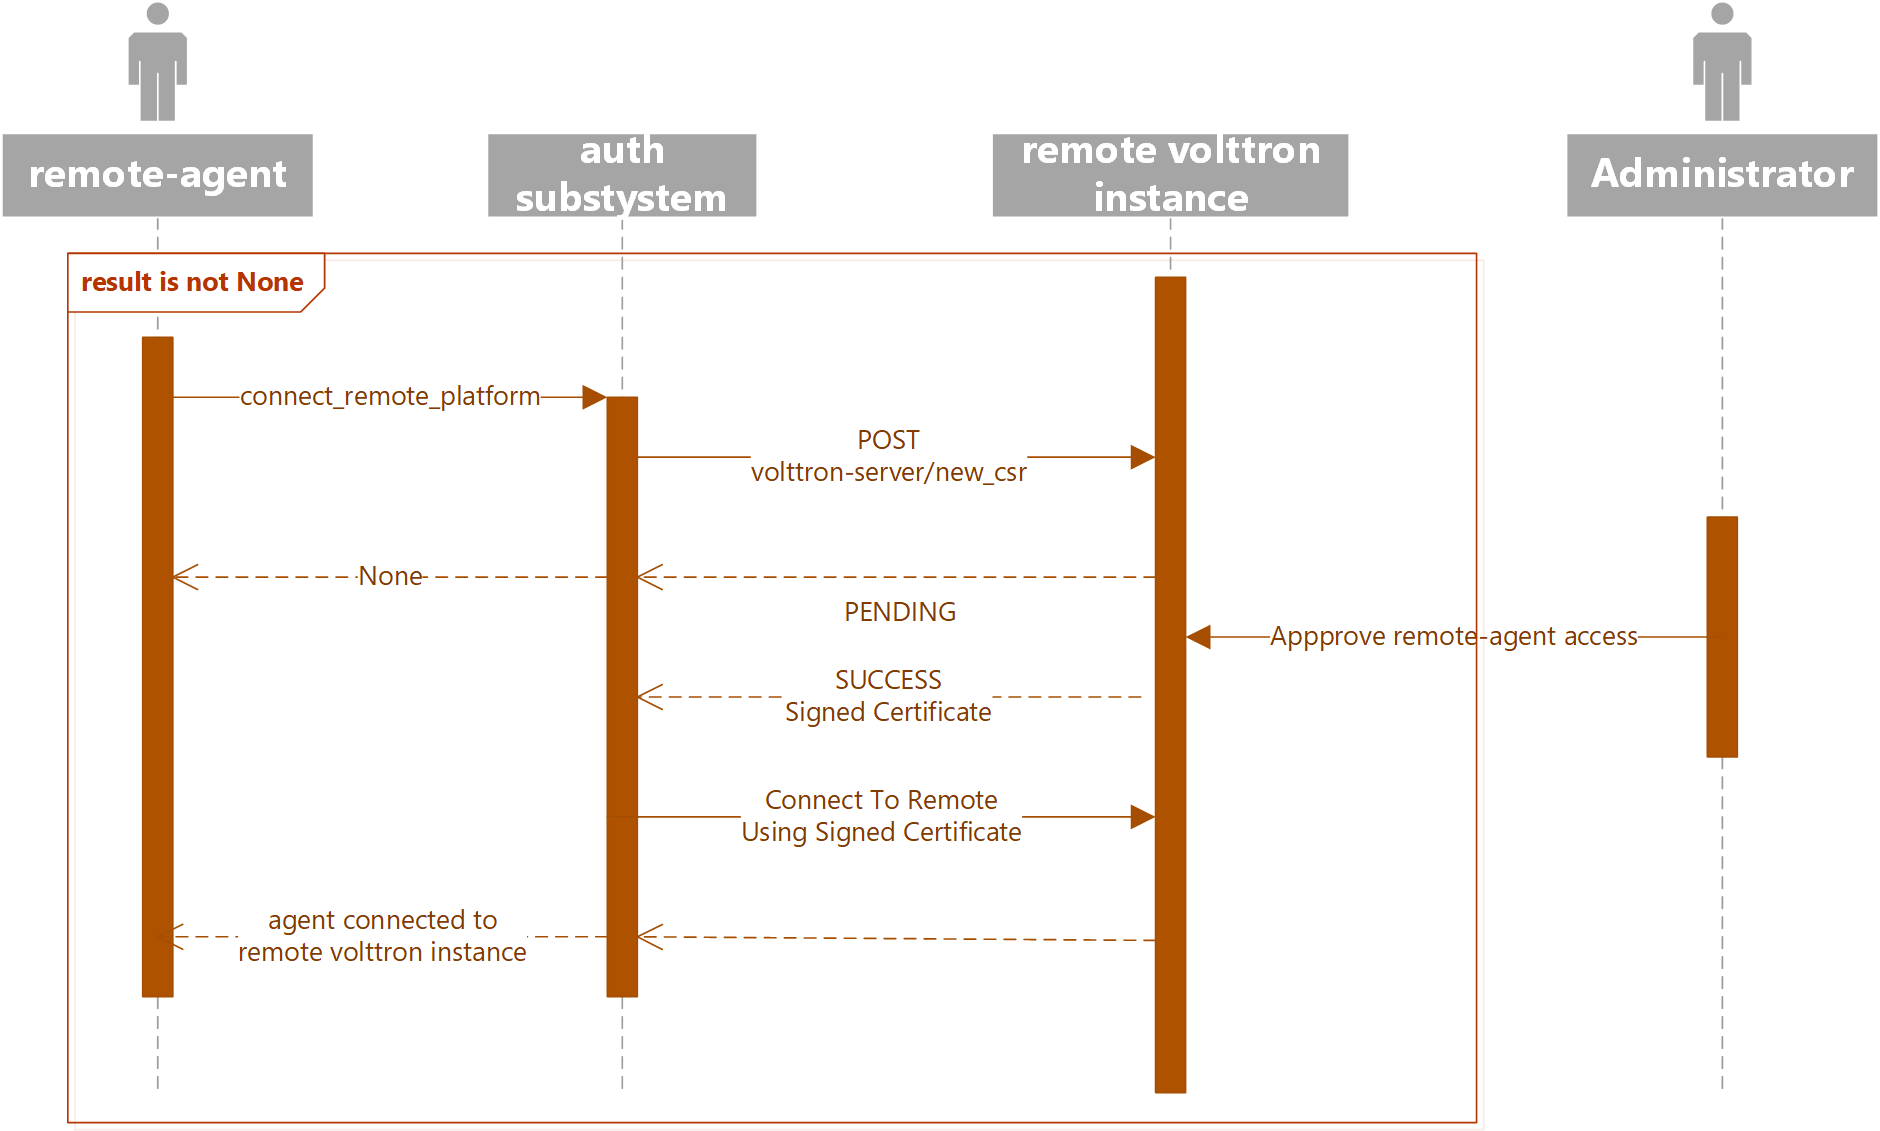 remote-agent
auth
substystem
remote volttron
instance
Administrator
result is not None
connect_remote_platform
POST
volttron-server/new_csr
None
PENDING
Appprove remote-agent access
SUCCESS
Signed Certificate
Connect To Remote
Using Signed Certificate
agent connected to
remote volttron instance